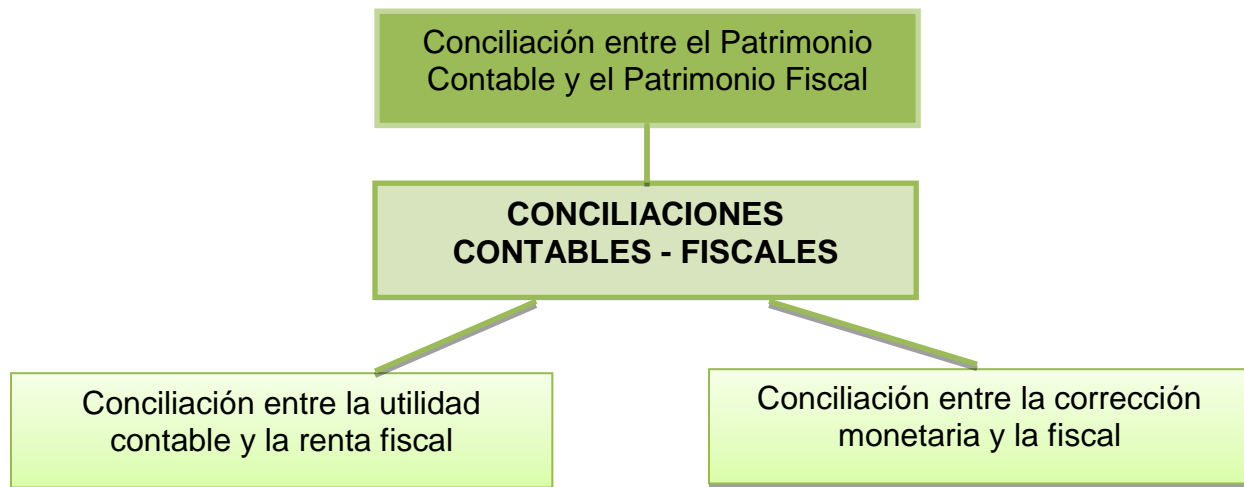 Conciliación entre el Patrimonio
Contable y el Patrimonio Fiscal
CONCILIACIONES
CONTABLES - FISCALES
Conciliación entre la utilidad
contable y la renta fiscal
Conciliación entre la corrección
monetaria y la fiscal